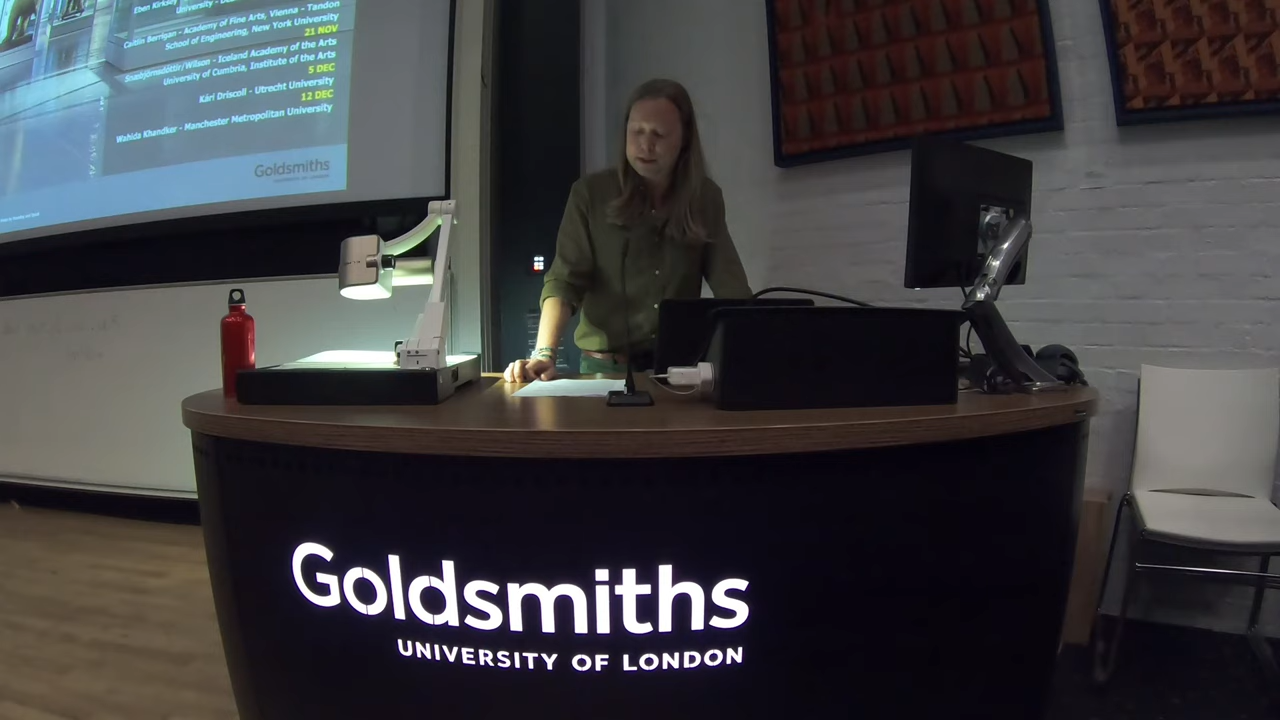 Eben Kirksey
University -
Caitlin Berrigan - Academy of Fine Arts, Vienna - Tandon
School of Engineering, New York University
21 NOV
Snæbjörnsdóttir/Wilson - Iceland Academy of the Arts
University of Cumbria, Institute of the Arts
5 DEC
Kári Driscoll - Utrecht University
12 DEC
Wahida Khandker - Manchester Metropolitan University
Goldsmiths
Goldsmiths
UNIVERSITY OF LONDON